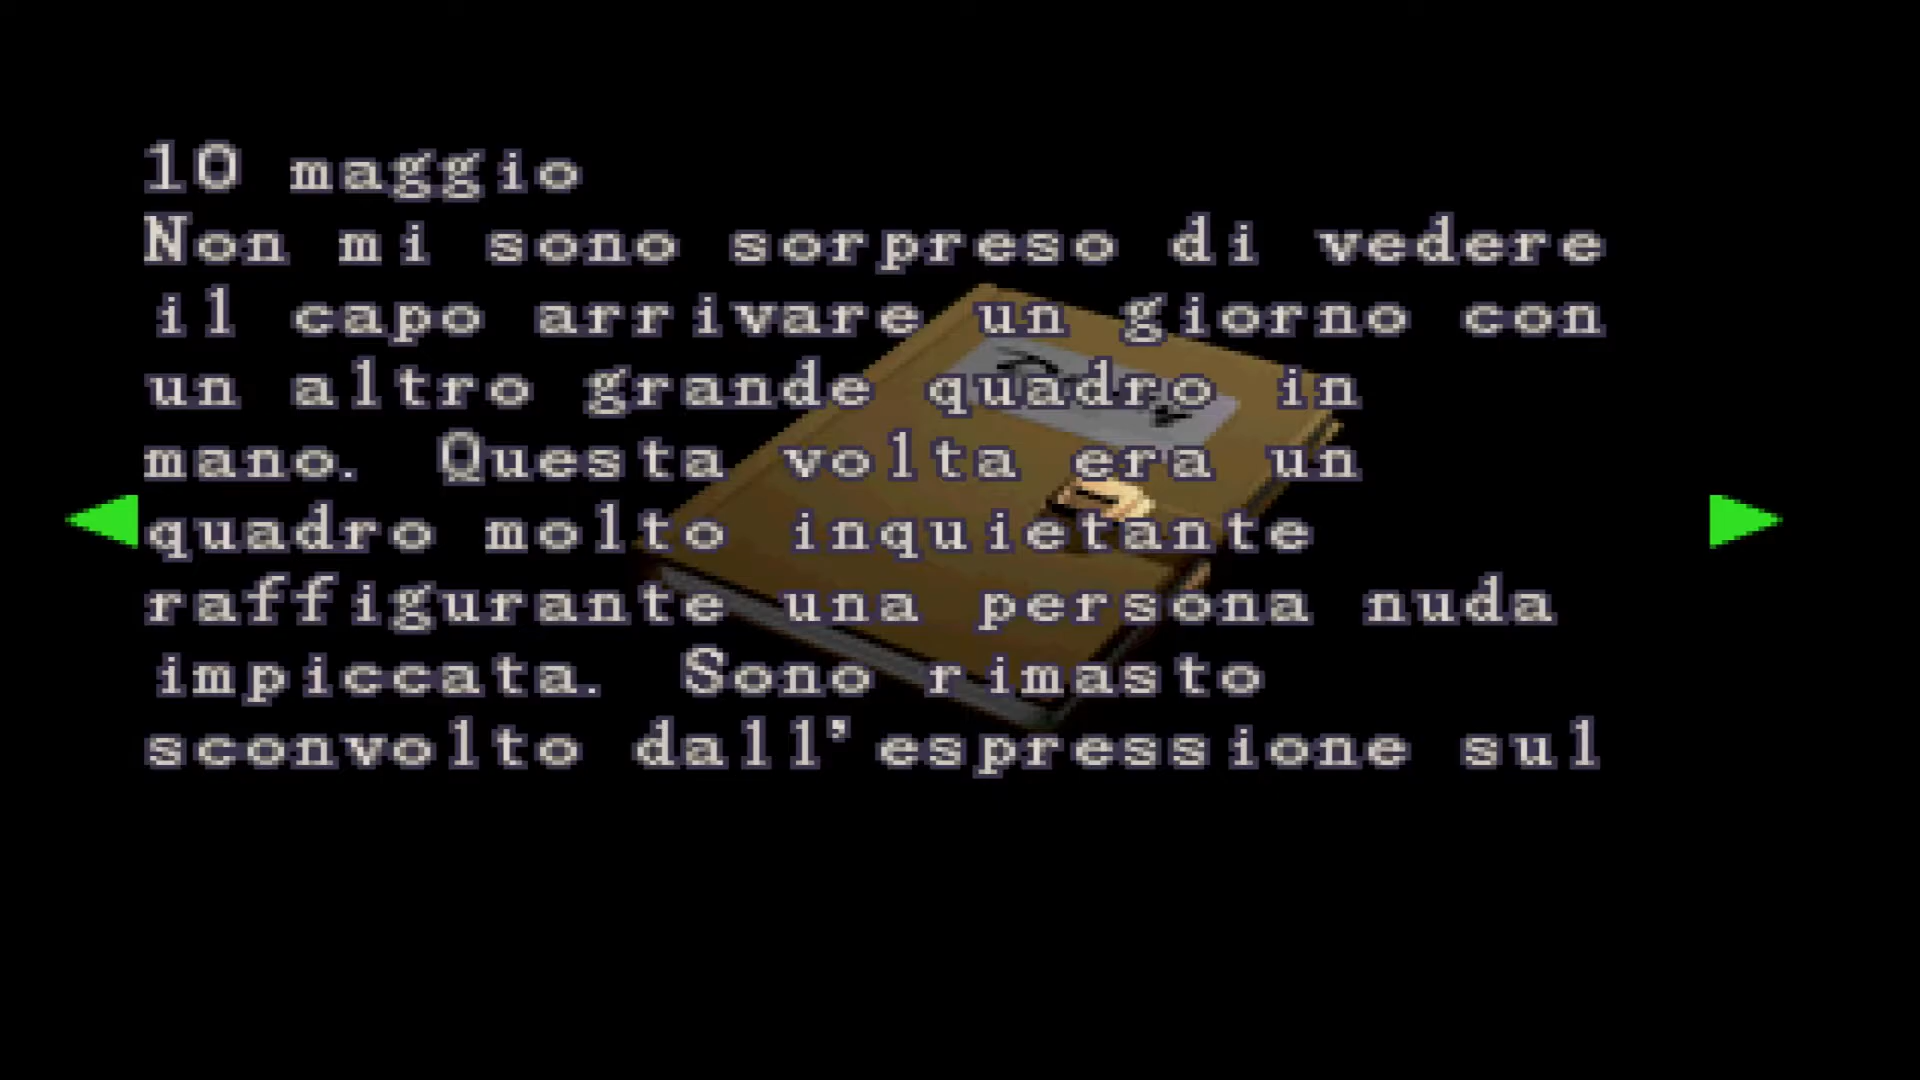 10 maggio
Non mi sono sorpreso di vedere
il capo arrivare un giorno con
un altro grande quadro in
mano. Questa volta era un
quadro molto inquietante
raffigurante una persona nuda
impiccata. Sono rimasto
sconvolto dall'espressione sul